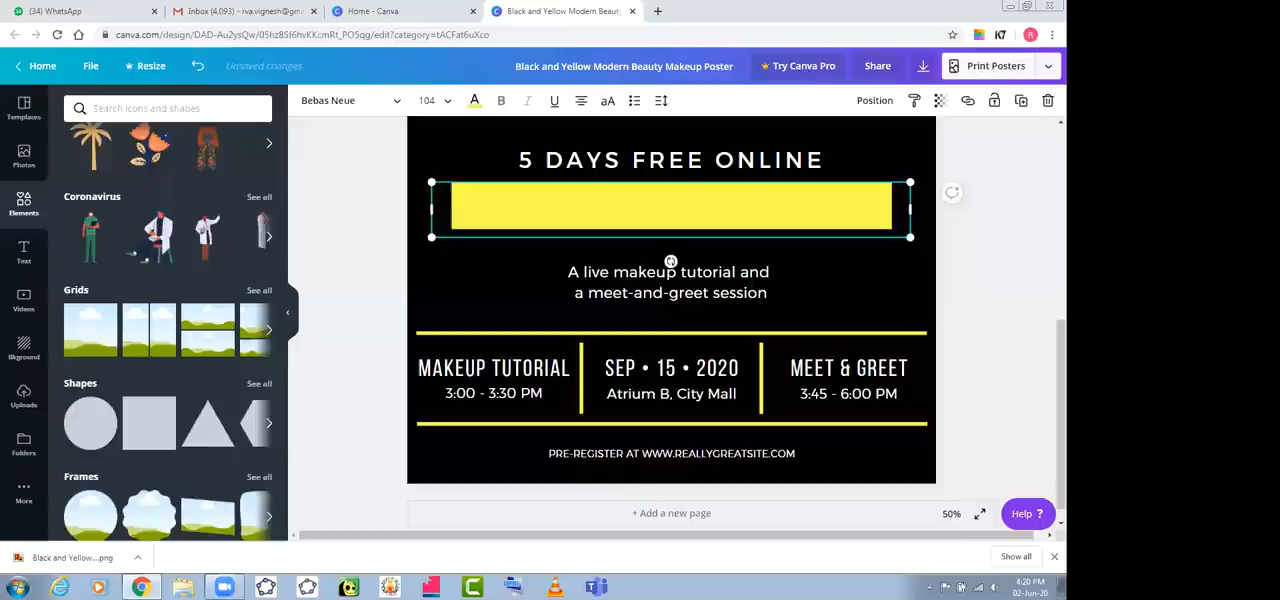 (34) WhatsApp
Inbox (4,093) - rva.vignesh@gm
Home - Canva
Black and Yellow Modern Beauty
canva.com/design/DAD-Au2ysQw/05hz8Sf6hvKKcmRt_PO5qg/edit?category=tACFat6uXco
K7
R
Home
File
Resize
Unsaved changes
Black and Yellow Modern Beauty Makeup Poster
Try Canva Pro
Share
Print Posters
Templates
Photos
Elements
Text
Videos
Bkground
Uploads
Folders
More
Search icons and shapes
Bebas Neue
104
A
B
I
U
aA
Position
Coronavirus
See all
Grids
See all
Shapes
See all
Frames
See all
5 DAYS FREE ONLINE
A live makeup tutorial and
a meet-and-greet session
MAKEUP TUTORIAL
3:00 - 3:30 PM
SEP • 15 • 2020
Atrium B, City Mall
MEET & GREET
3:45 - 6:00 PM
PRE-REGISTER AT WWW.REALLYGREATSITE.COM
+ Add a new page
50%
Help ?
Black and Yellow....png
Show all
4:20 PM
02-Jun-20